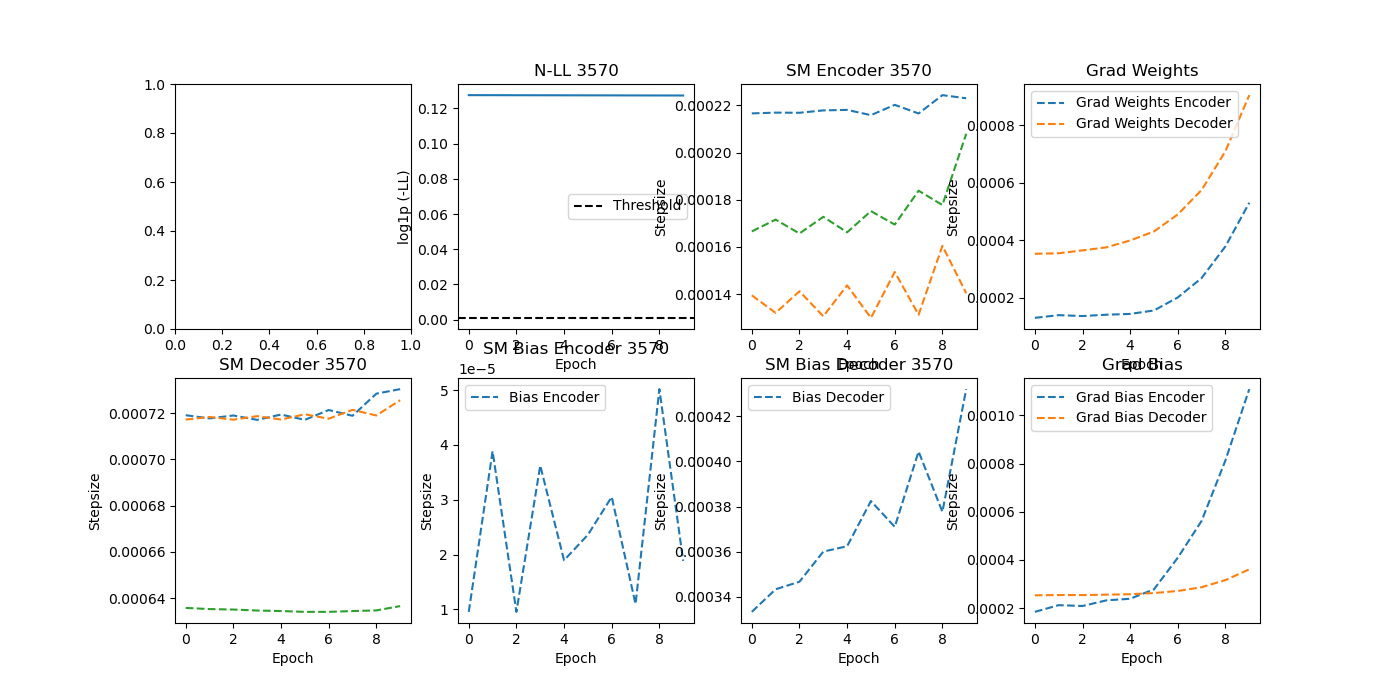 N-LL 3570
SM Encoder 3570
Grad Weights
1.0
0.8
0.6
0.4
0.2
0.0
0.0 0.2 0.4 0.6 0.8 1.0
log1p (-LL)
0.12
0.10
0.08
0.06
0.04
0.02
0.00
Threshold
0 2 4 6 8
Epoch
Stepsize
0.00022
0.00020
0.00018
0.00016
0.00014
0 2 4 6 8
Epoch
Stepsize
0.0008
0.0006
0.0004
0.0002
Grad Weights Encoder
Grad Weights Decoder
0 2 4 6 8
Epoch
SM Decoder 3570
Stepsize
0.00072
0.00070
0.00068
0.00066
0.00064
0 2 4 6 8
Epoch
SM Bias Encoder 3570
1e−5
Stepsize
5
4
3
2
1
Bias Encoder
0 2 4 6 8
Epoch
SM Bias Decoder 3570
Stepsize
0.00042
0.00040
0.00038
0.00036
0.00034
Bias Decoder
0 2 4 6 8
Epoch
Grad Bias
Stepsize
0.0010
0.0008
0.0006
0.0004
0.0002
Grad Bias Encoder
Grad Bias Decoder
0 2 4 6 8
Epoch